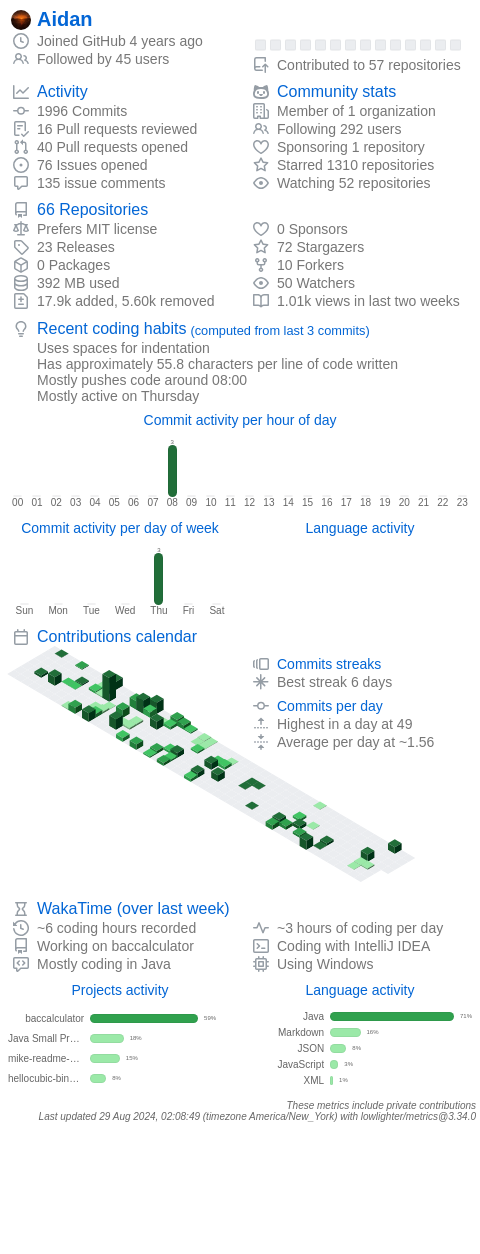 Aidan
Joined GitHub 4 years ago
Followed by 45 users
Contributed to 57 repositories
Activity
1996 Commits
16 Pull requests reviewed
40 Pull requests opened
76 Issues opened
135 issue comments
Community stats
Member of 1 organization
Following 292 users
Sponsoring 1 repository
Starred 1310 repositories
Watching 52 repositories
66 Repositories
Prefers MIT license
23 Releases
0 Packages
392 MB used
17.9k added, 5.60k removed
0 Sponsors
72 Stargazers
10 Forkers
50 Watchers
1.01k views in last two weeks
Recent coding habits (computed from last 3 commits)
Uses spaces for indentation
Has approximately 55.8 characters per line of code written
Mostly pushes code around 08:00
Mostly active on Thursday
Commit activity per hour of day
3
00 01 02 03 04 05 06 07 08 09 10 11 12 13 14 15 16 17 18 19 20 21 22 23
Commit activity per day of week
3
Sun Mon Tue Wed Thu Fri Sat
Language activity
Contributions calendar
Commits streaks
Best streak 6 days
Commits per day
Highest in a day at 49
Average per day at ~1.56
WakaTime (over last week)
~6 coding hours recorded
Working on baccalculator
Mostly coding in Java
~3 hours of coding per day
Coding with IntelliJ IDEA
Using Windows
Projects activity
baccalculator 59%
Java Small Pr... 18%
mike-readme-... 15%
hellocubic-bin... 8%
Language activity
Java 71%
Markdown 16%
JSON 8%
JavaScript 3%
XML 1%
These metrics include private contributions
Last updated 29 Aug 2024, 02:08:49 (timezone America/New_York) with lowlighter/metrics@3.34.0